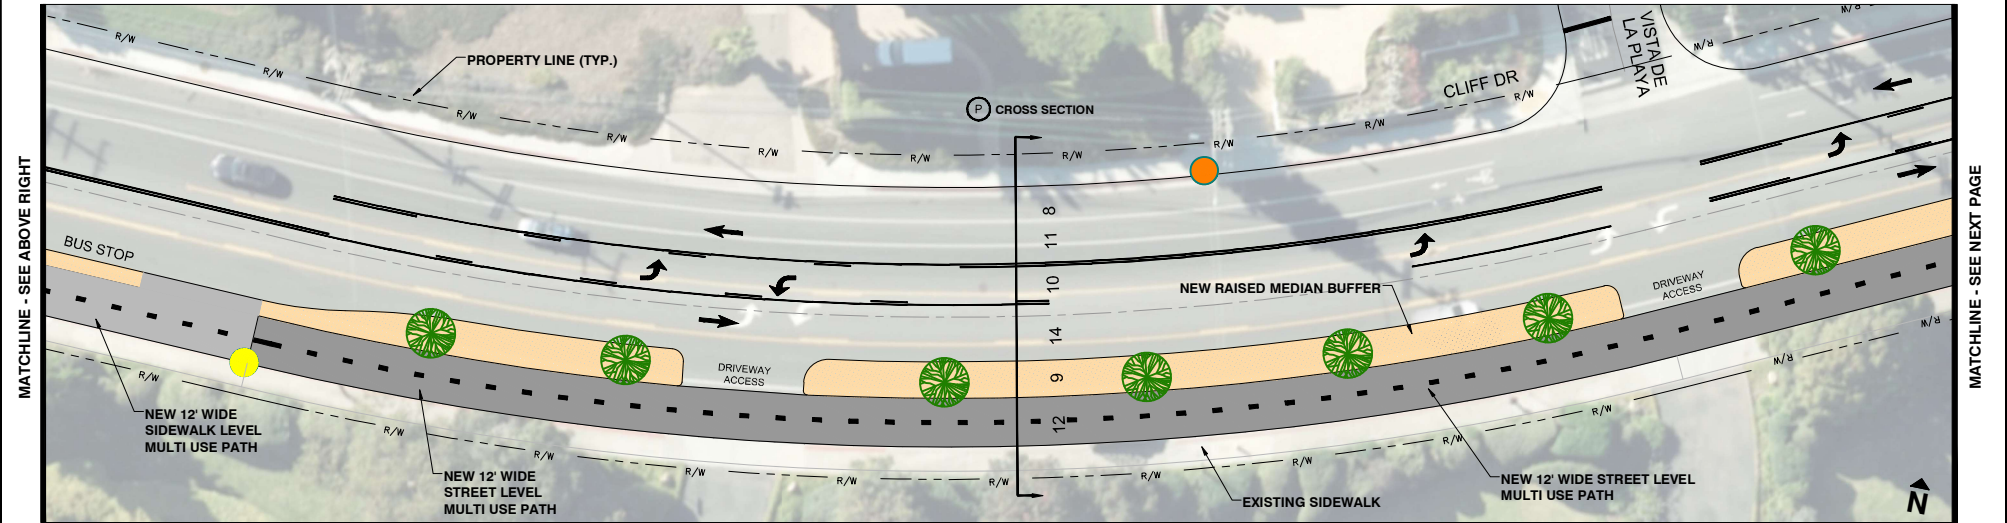 MATCHLINE - SEE ABOVE RIGHT
R/W
R/W
R/W
R/W
R/W
R/W
R/W
R/W
R/W
R/W
R/W
R/W
PROPERTY LINE (TYP.)
P CROSS SECTION
CLIFF DR
VISTA DE
LA PLAYA
BUS STOP
8
11
10
14
9
12
NEW RAISED MEDIAN BUFFER
DRIVEWAY
ACCESS
DRIVEWAY
ACCESS
NEW 12' WIDE
SIDEWALK LEVEL
MULTI USE PATH
NEW 12' WIDE
STREET LEVEL
MULTI USE PATH
EXISTING SIDEWALK
NEW 12' WIDE STREET LEVEL
MULTI USE PATH
R/W
R/W
R/W
R/W
R/W
R/W
R/W
R/W
R/W
R/W
R/W
N
MATCHLINE - SEE NEXT PAGE